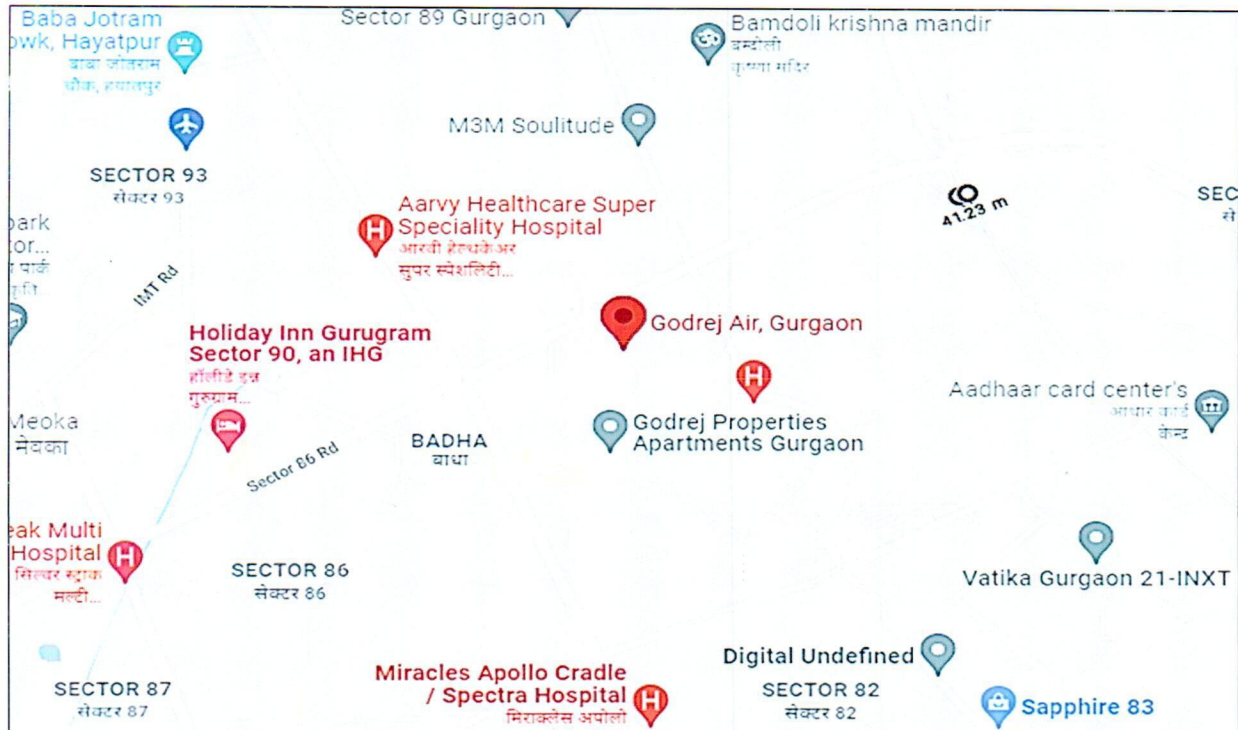 Baba Jotram
owk, Hayatpur
बाबा जोतराम
चौक, हयातपुर
Sector 89 Gurgaon
Bamdoli krishna mandir
बम्दोली
कृष्णा मंदिर
M3M Soulitude
SECTOR 93
सेक्टर 93
41.23 m
SEC
से
Aarvy Healthcare Super
Speciality Hospital
आरवी हेल्थकेअर
सुपर स्पेशलिटी...
park
tor...
पार्क
IMT Rd
Godrej Air, Gurgaon
Holiday Inn Gurugram
Sector 90, an IHG
हॉलीडे इन्न
गुरुग्राम...
Aadhaar card center's
आधार कार्ड
केन्द्र
Meoka
मेवका
BADHA
बाधा
Godrej Properties
Apartments Gurgaon
Sector 86 Rd
eak Multi
Hospital
सिल्वर स्ट्राक
मल्टी...
SECTOR 86
सेक्टर 86
Vatika Gurgaon 21-INXT
Digital Undefined
SECTOR 87
सेक्टर 87
Miracles Apollo Cradle
/ Spectra Hospital
मिराक्लेस अपोलो
SECTOR 82
सेक्टर 82
Sapphire 83